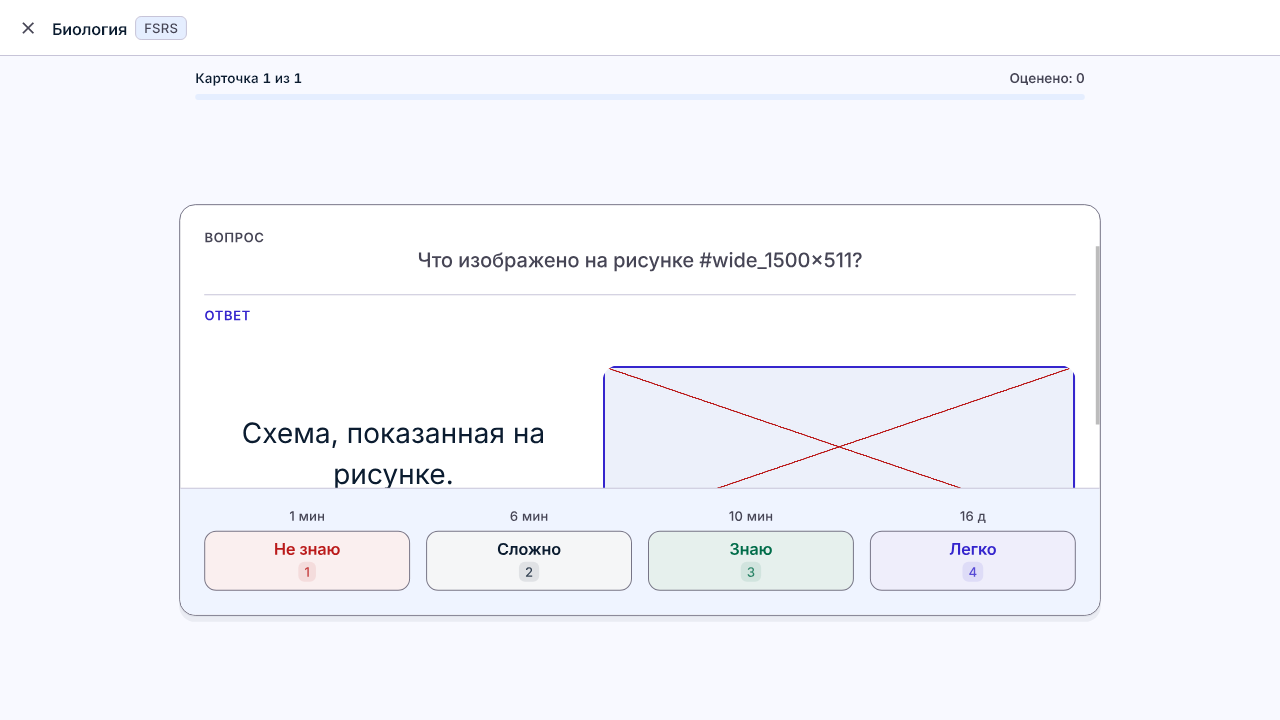 Биология FSRS
Карточка 1 из 1
Оценено: 0
ВОПРОС
Что изображено на рисунке #wide_1500×511?
ОТВЕТ
Схема, показанная на
рисунке.
1 мин
6 мин
10 мин
16 д
Не знаю
Сложно
Знаю
Легко
1
2
3
4